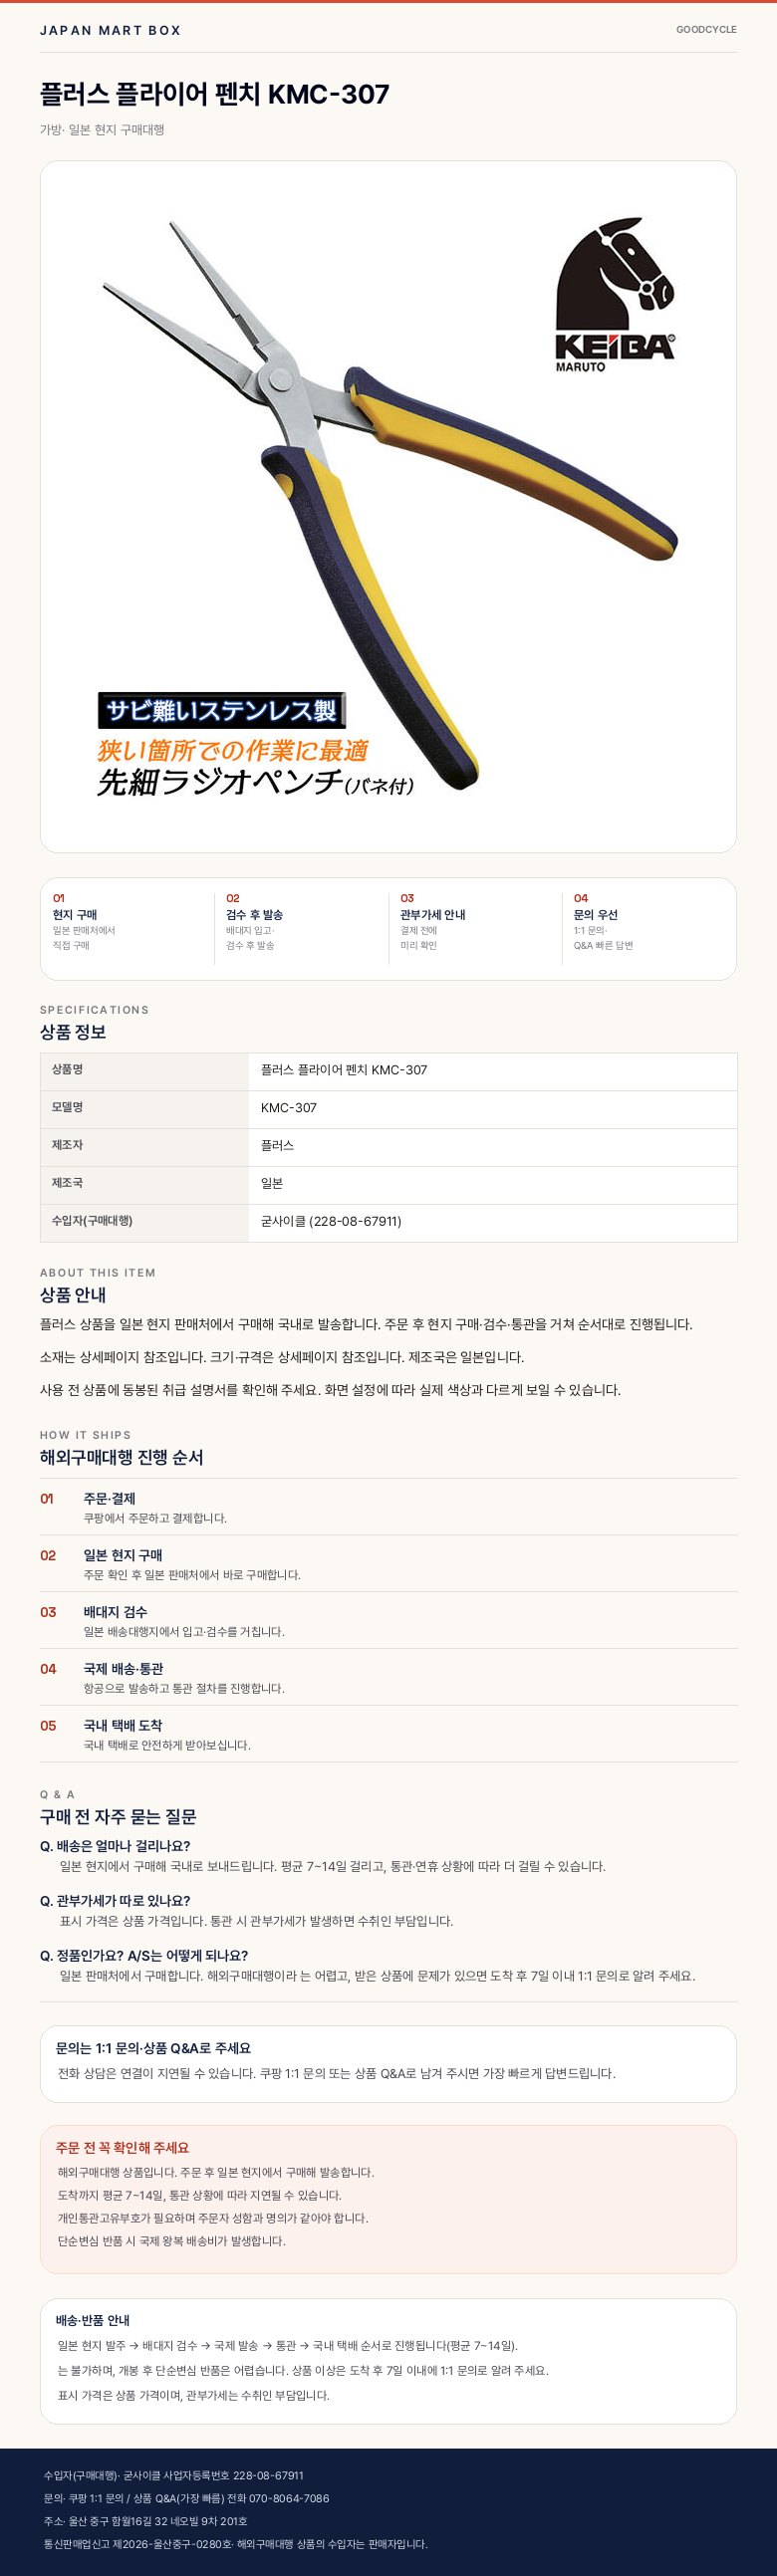 JAPAN MART BOX
GOODCYCLE
플러스 플라이어 펜치 KMC-307
가방· 일본 현지 구매대행
KEIBA
MARUTO
サビ難いステンレス製
狭い箇所での作業に最適
先細ラジオペンチ(バネ付)
01
현지 구매
일본 판매처에서
직접 구매
02
검수 후 발송
배대지 입고·
검수 후 발송
03
관부가세 안내
결제 전에
미리 확인
04
문의 우선
1:1 문의·
Q&A 빠른 답변
SPECIFICATIONS
상품 정보
상품명 플러스 플라이어 펜치 KMC-307
모델명 KMC-307
제조자 플러스
제조국 일본
수입자(구매대행) 굳사이클 (228-08-67911)
ABOUT THIS ITEM
상품 안내
플러스 상품을 일본 현지 판매처에서 구매해 국내로 발송합니다. 주문 후 현지 구매·검수·통관을 거쳐 순서대로 진행됩니다.
소재는 상세페이지 참조입니다. 크기·규격은 상세페이지 참조입니다. 제조국은 일본입니다.
사용 전 상품에 동봉된 취급 설명서를 확인해 주세요. 화면 설정에 따라 실제 색상과 다르게 보일 수 있습니다.
HOW IT SHIPS
해외구매대행 진행 순서
01 주문·결제
쿠팡에서 주문하고 결제합니다.
02 일본 현지 구매
주문 확인 후 일본 판매처에서 바로 구매합니다.
03 배대지 검수
일본 배송대행지에서 입고·검수를 거칩니다.
04 국제 배송·통관
항공으로 발송하고 통관 절차를 진행합니다.
05 국내 택배 도착
국내 택배로 안전하게 받아보십니다.
Q & A
구매 전 자주 묻는 질문
Q. 배송은 얼마나 걸리나요?
일본 현지에서 구매해 국내로 보내드립니다. 평균 7~14일 걸리고, 통관·연휴 상황에 따라 더 걸릴 수 있습니다.
Q. 관부가세가 따로 있나요?
표시 가격은 상품 가격입니다. 통관 시 관부가세가 발생하면 수취인 부담입니다.
Q. 정품인가요? A/S는 어떻게 되나요?
일본 판매처에서 구매합니다. 해외구매대행이라 는 어렵고, 받은 상품에 문제가 있으면 도착 후 7일 이내 1:1 문의로 알려 주세요.
문의는 1:1 문의·상품 Q&A로 주세요
전화 상담은 연결이 지연될 수 있습니다. 쿠팡 1:1 문의 또는 상품 Q&A로 남겨 주시면 가장 빠르게 답변드립니다.
주문 전 꼭 확인해 주세요
해외구매대행 상품입니다. 주문 후 일본 현지에서 구매해 발송합니다.
도착까지 평균 7~14일, 통관 상황에 따라 지연될 수 있습니다.
개인통관고유부호가 필요하며 주문자 성함과 명의가 같아야 합니다.
단순변심 반품 시 국제 왕복 배송비가 발생합니다.
배송·반품 안내
일본 현지 발주 → 배대지 검수 → 국제 발송 → 통관 → 국내 택배 순서로 진행됩니다(평균 7~14일).
는 불가하며, 개봉 후 단순변심 반품은 어렵습니다. 상품 이상은 도착 후 7일 이내에 1:1 문의로 알려 주세요.
표시 가격은 상품 가격이며, 관부가세는 수취인 부담입니다.
수입자(구매대행)· 굳사이클 사업자등록번호 228-08-67911
문의· 쿠팡 1:1 문의 / 상품 Q&A(가장 빠름) 전화 070-8064-7086
주소· 울산 중구 함월16길 32 네오빌 9차 201호
통신판매업신고 제2026-울산중구-0280호· 해외구매대행 상품의 수입자는 판매자입니다.